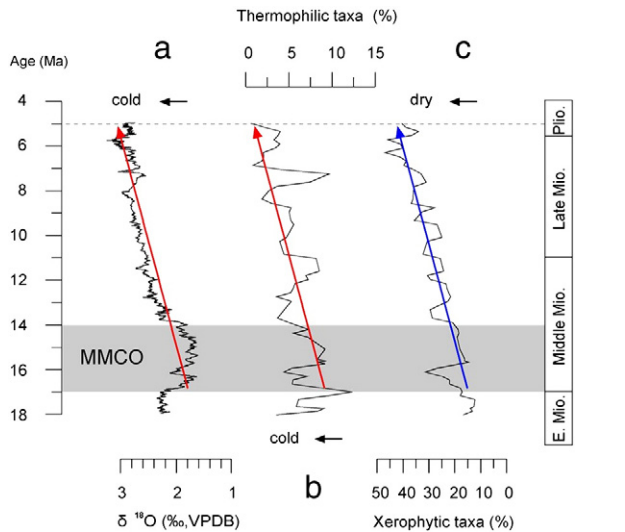 Thermophilic taxa (%)
a
0 5 10 15
c
Age (Ma)
cold
dry
4
6
8
10
12
14
16
18
MMCO
Plio.
Late Mio.
Middle Mio.
E. Mio.
cold
b
3 2 1
δ ¹⁸O (‰,VPDB)
50 40 30 20 10 0
Xerophytic taxa (%)